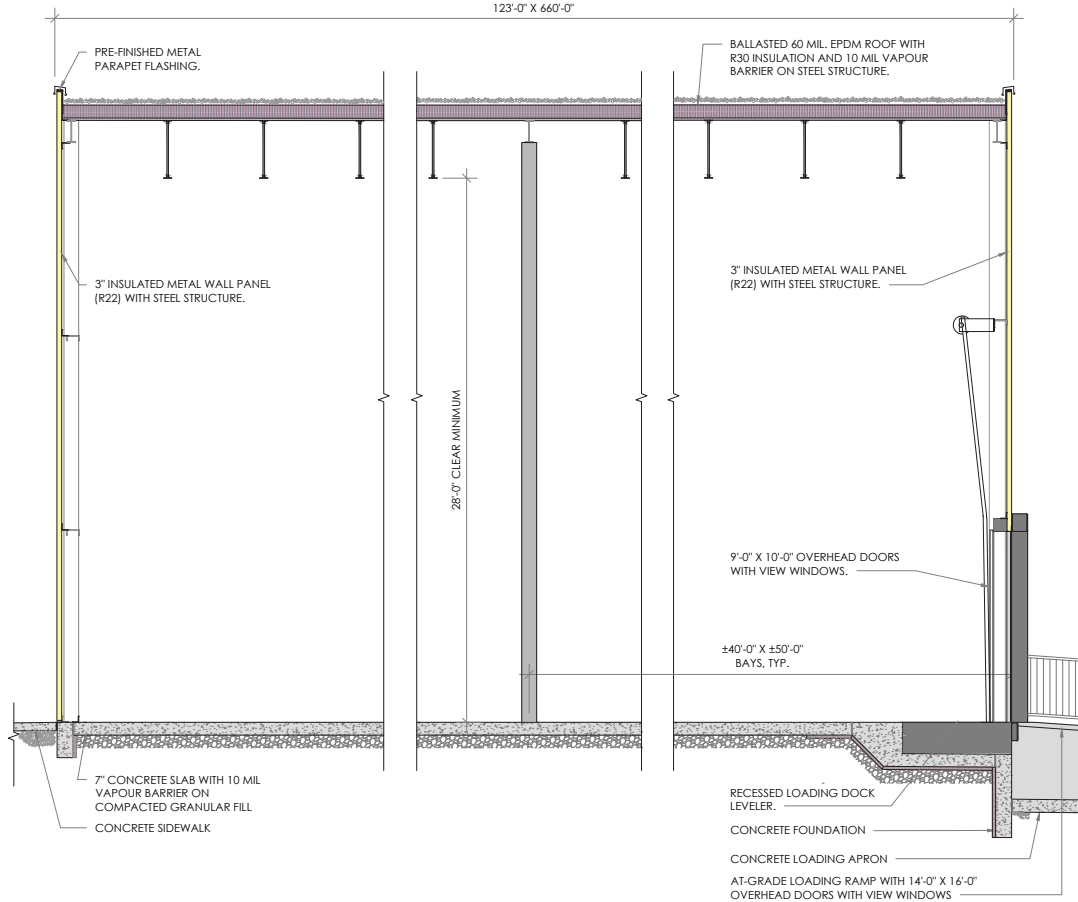 123'-0" X 660'-0"
PRE-FINISHED METAL
PARAPET FLASHING.
BALLASTED 60 MIL. EPDM ROOF WITH
R30 INSULATION AND 10 MIL VAPOUR
BARRIER ON STEEL STRUCTURE.
3" INSULATED METAL WALL PANEL
(R22) WITH STEEL STRUCTURE.
3" INSULATED METAL WALL PANEL
(R22) WITH STEEL STRUCTURE.
28'-0" CLEAR MINIMUM
9'-0" X 10'-0" OVERHEAD DOORS
WITH VIEW WINDOWS.
±40'-0" X ±50'-0"
BAYS, TYP.
7" CONCRETE SLAB WITH 10 MIL
VAPOUR BARRIER ON
COMPACTED GRANULAR FILL
CONCRETE SIDEWALK
RECESSED LOADING DOCK
LEVELER.
CONCRETE FOUNDATION
CONCRETE LOADING APRON
AT-GRADE LOADING RAMP WITH 14'-0" X 16'-0"
OVERHEAD DOORS WITH VIEW WINDOWS